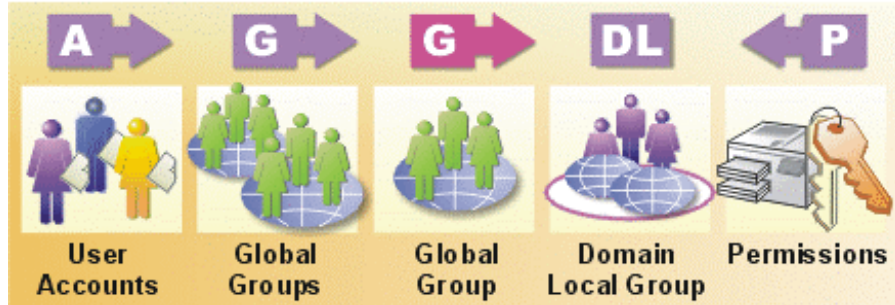 A G G DL P
User Global Global Domain Permissions
Accounts Groups Group Local Group